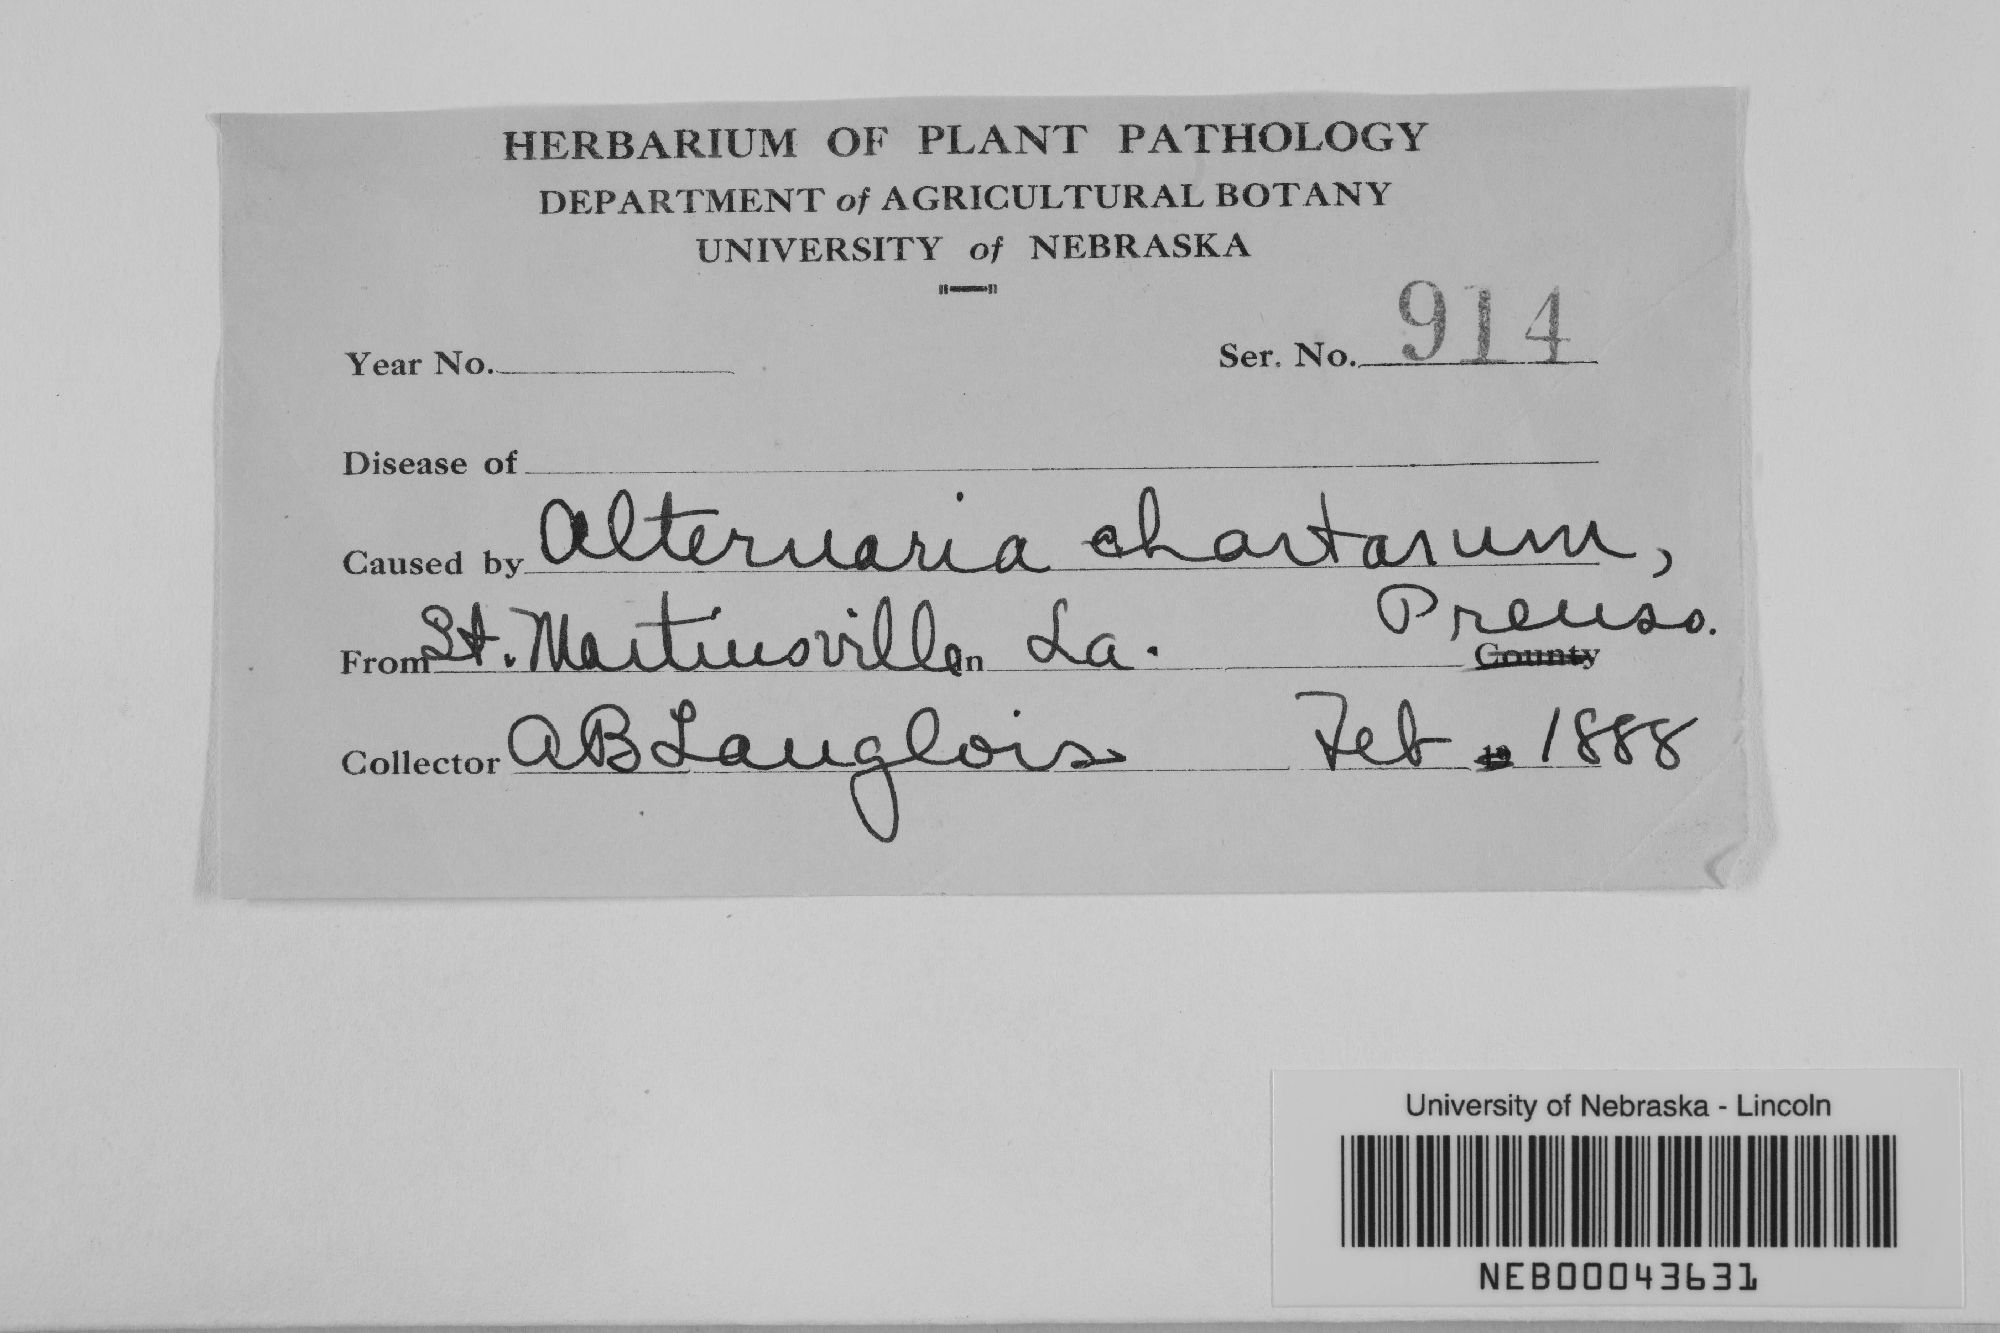 HERBARIUM OF PLANT PATHOLOGY
DEPARTMENT of AGRICULTURAL BOTANY
UNIVERSITY of NEBRASKA
Year No. Ser. No. 914
Disease of
Caused by Alternaria chartarum,
Preuss.
From St. Martinsville in La. County
Collector AB Langlois Feb 19 1888
University of Nebraska - Lincoln
NEB00043631